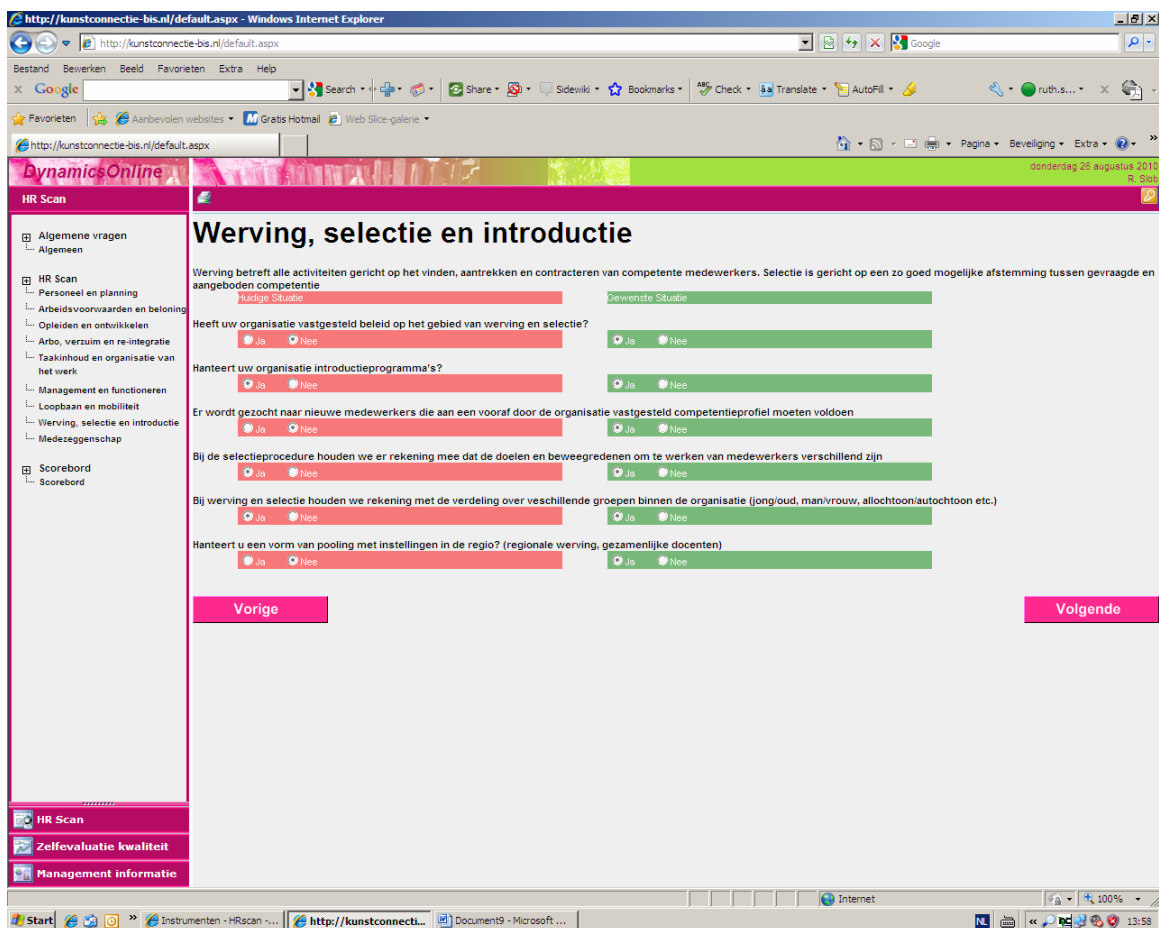 http://kunstconnectie-bis.nl/default.aspx - Windows Internet Explorer
http://kunstconnectie-bis.nl/default.aspx
Google
Bestand Bewerken Beeld Favorieten Extra Help
x Google Search Share Sidewiki Bookmarks Check Translate AutoFill ruth.s...
Favorieten Aanbevolen websites Gratis Hotmail Web Slice-galerie
http://kunstconnectie-bis.nl/default.aspx
Pagina Beveiliging Extra
DynamicsOnline
donderdag 26 augustus 2010
R. Slob
HR Scan
Algemene vragen
Algemeen
HR Scan
Personeel en planning
Arbeidsvoorwaarden en beloning
Opleiden en ontwikkelen
Arbo, verzuim en re-integratie
Taakinhoud en organisatie van
het werk
Management en functioneren
Loopbaan en mobiliteit
Werving, selectie en introductie
Medezeggenschap
Scorebord
Scorebord
Werving, selectie en introductie
Werving betreft alle activiteiten gericht op het vinden, aantrekken en contracteren van competente medewerkers. Selectie is gericht op een zo goed mogelijke afstemming tussen gevraagde en
aangeboden competentie
Huidige Situatie Gewenste Situatie
Heeft uw organisatie vastgesteld beleid op het gebied van werving en selectie?
Ja Nee Ja Nee
Hanteert uw organisatie introductieprogramma's?
Ja Nee Ja Nee
Er wordt gezocht naar nieuwe medewerkers die aan een vooraf door de organisatie vastgesteld competentieprofiel moeten voldoen
Ja Nee Ja Nee
Bij de selectieprocedure houden we er rekening mee dat de doelen en beweegredenen om te werken van medewerkers verschillend zijn
Ja Nee Ja Nee
Bij werving en selectie houden we rekening met de verdeling over veschillende groepen binnen de organisatie (jong/oud, man/vrouw, allochtoon/autochtoon etc.)
Ja Nee Ja Nee
Hanteert u een vorm van pooling met instellingen in de regio? (regionale werving, gezamenlijke docenten)
Ja Nee Ja Nee
Vorige Volgende
HR Scan
Zelfevaluatie kwaliteit
Management informatie
Internet 100%
Start Instrumenten - HRscan -... http://kunstconnecti... Document9 - Microsoft ... NL 13:58